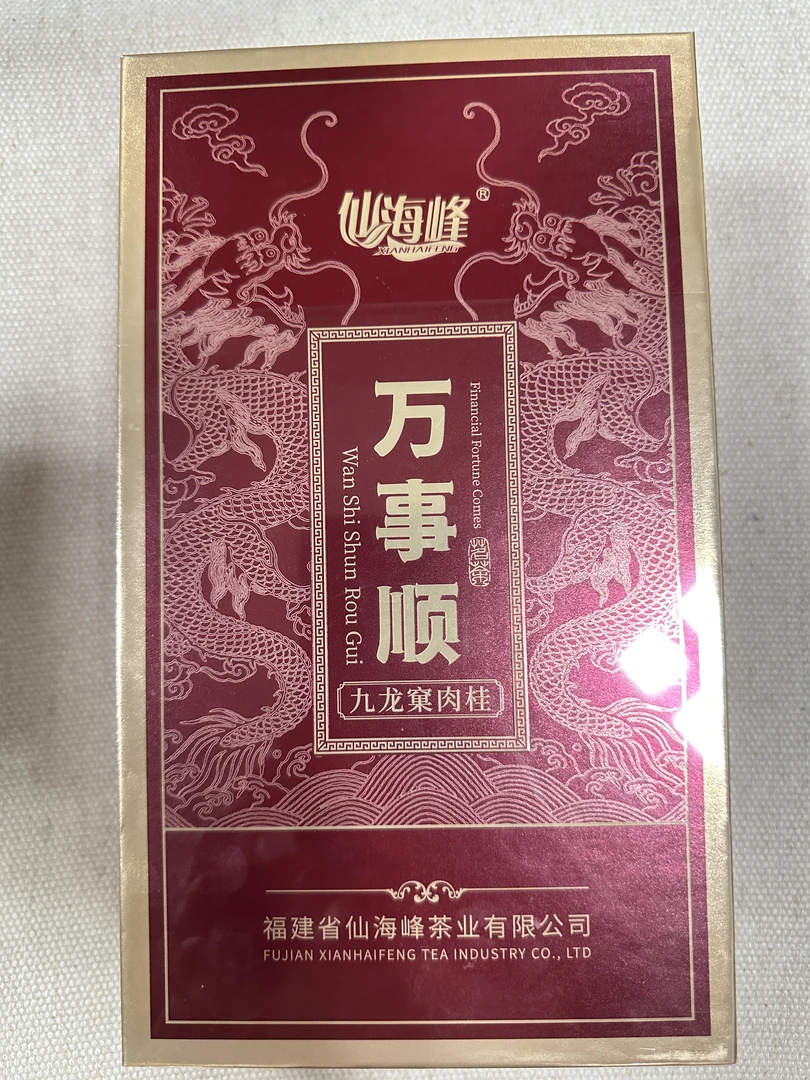 仙海峰®
XIANHAIFENG
万事顺
Financial Fortune Comes
茗茶
Wan Shi Shun Rou Gui
九龙窠肉桂
福建省仙海峰茶业有限公司
FUJIAN XIANHAIFENG TEA INDUSTRY CO., LTD